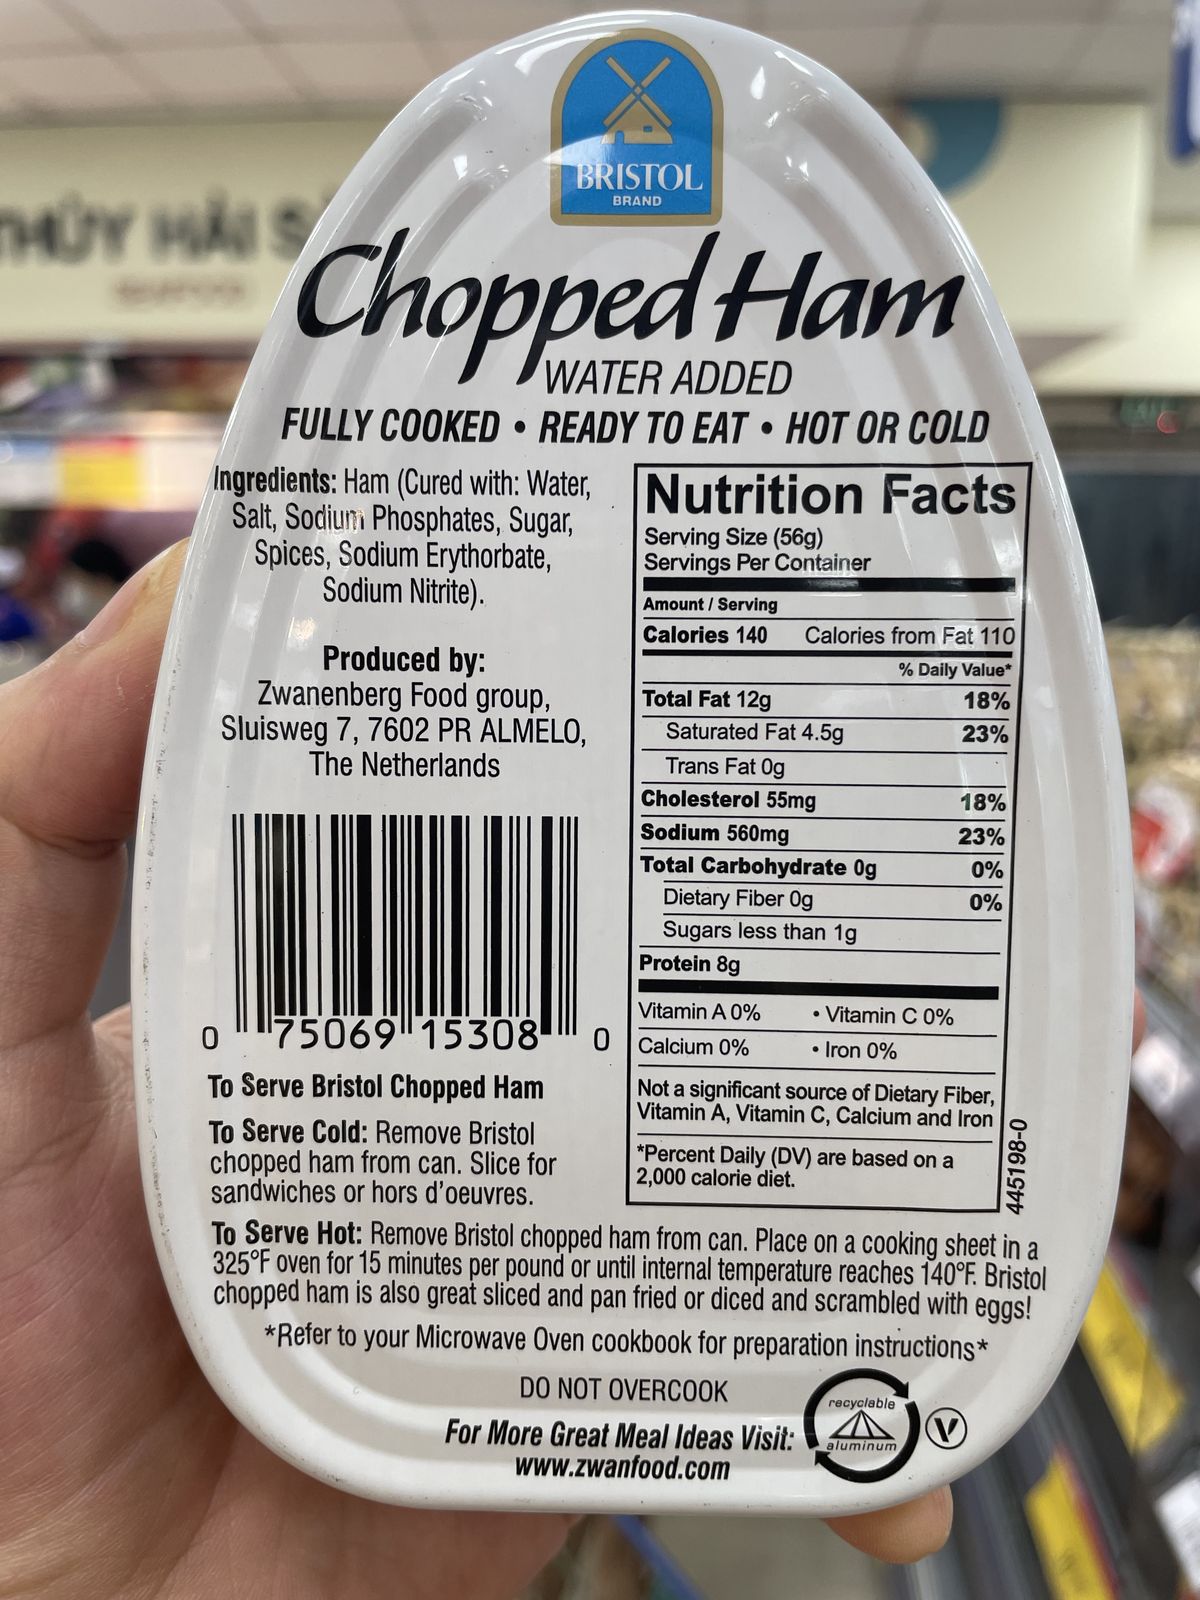 THỦY HẢI S
SEAFOOD
BRISTOL
BRAND
Chopped Ham
WATER ADDED
FULLY COOKED • READY TO EAT • HOT OR COLD
Ingredients: Ham (Cured with: Water,
Salt, Sodium Phosphates, Sugar,
Spices, Sodium Erythorbate,
Sodium Nitrite).
Produced by:
Zwanenberg Food group,
Sluisweg 7, 7602 PR ALMELO,
The Netherlands
0 75069 15308 0
Nutrition Facts
Serving Size (56g)
Servings Per Container
Amount / Serving
Calories 140 Calories from Fat 110
% Daily Value*
Total Fat 12g 18%
Saturated Fat 4.5g 23%
Trans Fat 0g
Cholesterol 55mg 18%
Sodium 560mg 23%
Total Carbohydrate 0g 0%
Dietary Fiber 0g 0%
Sugars less than 1g
Protein 8g
Vitamin A 0% • Vitamin C 0%
Calcium 0% • Iron 0%
Not a significant source of Dietary Fiber,
Vitamin A, Vitamin C, Calcium and Iron
*Percent Daily (DV) are based on a
2,000 calorie diet.
445198-0
To Serve Bristol Chopped Ham
To Serve Cold: Remove Bristol
chopped ham from can. Slice for
sandwiches or hors d'oeuvres.
To Serve Hot: Remove Bristol chopped ham from can. Place on a cooking sheet in a
325°F oven for 15 minutes per pound or until internal temperature reaches 140°F. Bristol
chopped ham is also great sliced and pan fried or diced and scrambled with eggs!
*Refer to your Microwave Oven cookbook for preparation instructions*
DO NOT OVERCOOK
For More Great Meal Ideas Visit:
www.zwanfood.com
recyclable
aluminum
V